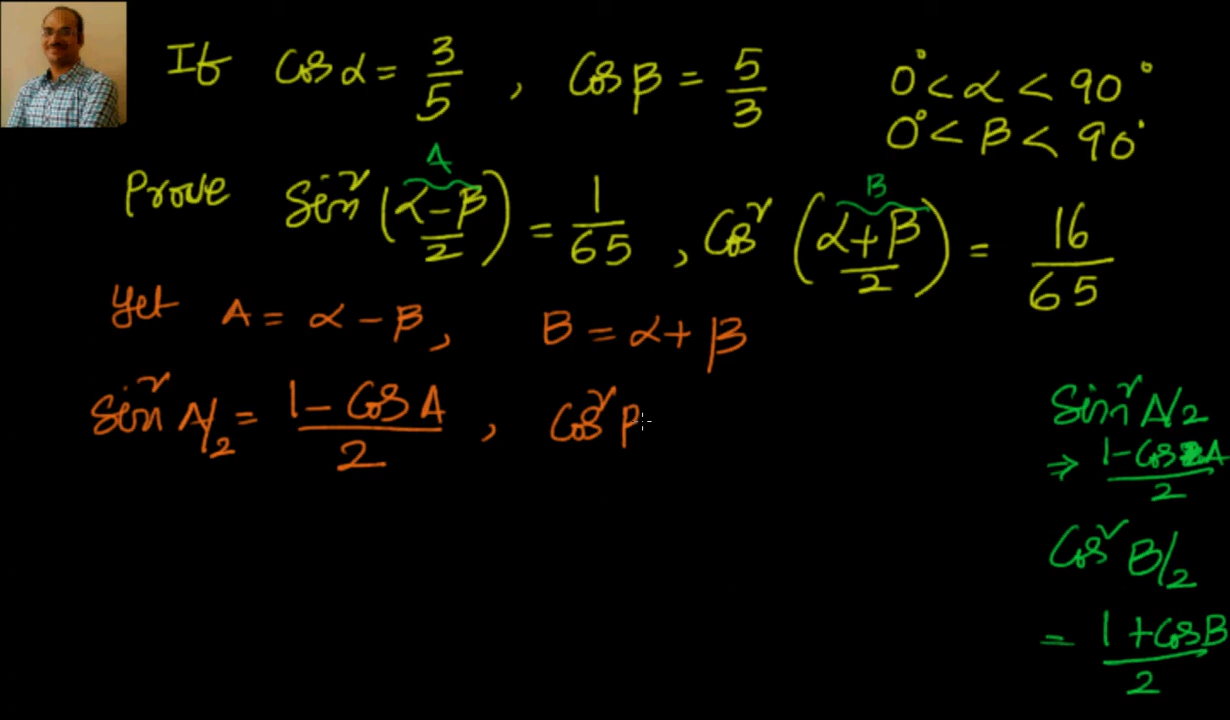 If Cos α = 3/5 , Cos β = 5/3 0° < α < 90°
0° < β < 90°
A B
Prove Sin² (α-β/2) = 1/65 , Cos² (α+β/2) = 16/65
Let A = α - β, B = α + β
Sin² A/2 = 1 - Cos A/2 , Cos² B
Sin² A/2
⇒ 1 - Cos A/2
Cos² B/2
= 1 + Cos B/2